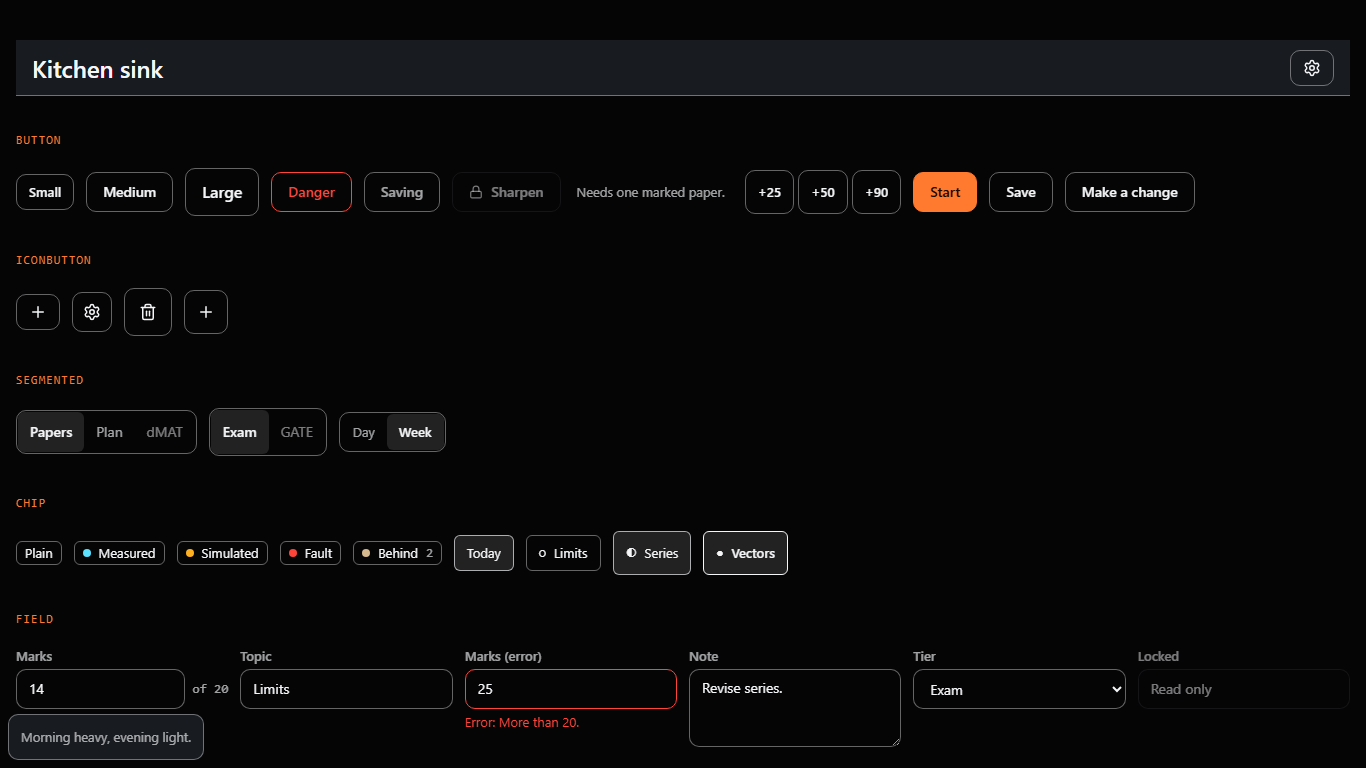 Kitchen sink
BUTTON
Small Medium Large Danger Saving Sharpen Needs one marked paper. +25 +50 +90 Start Save Make a change
ICONBUTTON
SEGMENTED
Papers Plan dMAT Exam GATE Day Week
CHIP
Plain Measured Simulated Fault Behind 2 Today Limits Series Vectors
FIELD
Marks Topic Marks (error) Note Tier Locked
14 of 20 Limits 25 Revise series. Exam Read only
Error: More than 20.
Morning heavy, evening light.